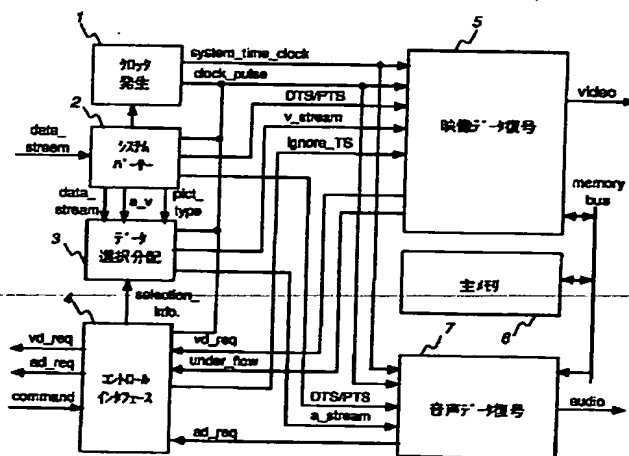 1
クロック
発生
system_time_clock
clock_pulse
2
data_
stream
システム
パーサー
DTS/PTS
v_stream
Ignore_TS
5
映像データ復号
video
memory
bus
data_
stream
a_v
pict_
type
3
データ
選択分配
selection_
info.
主メモリ
6
4
vd_req
ad_req
command
コントロール
インタフェース
vd_req
under_flow
DTS/PTS
a_stream
ad_req
7
音声データ復号
audio